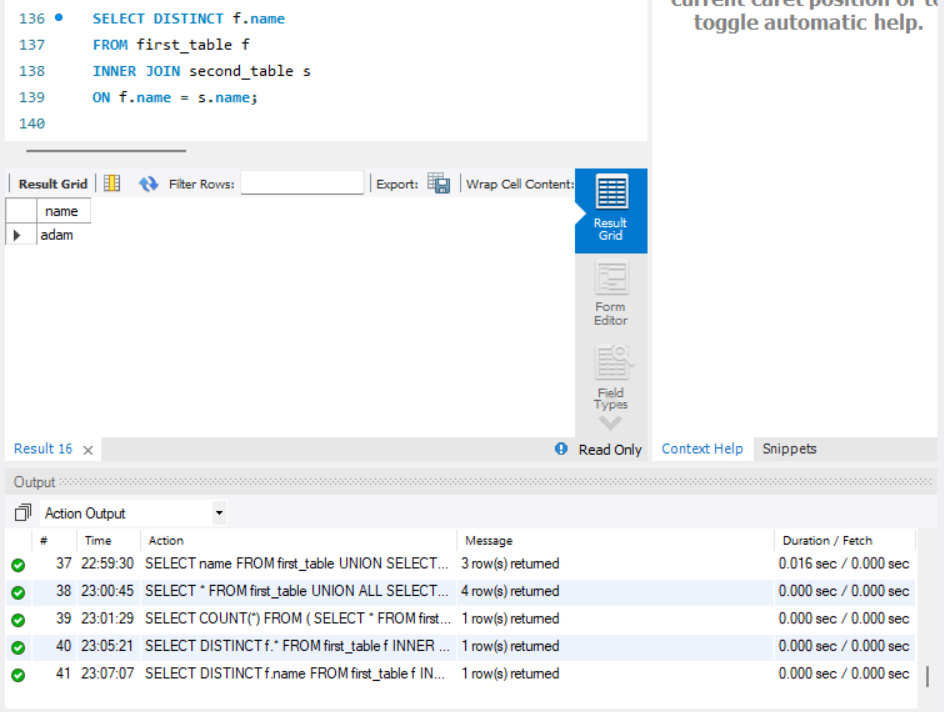 136 SELECT DISTINCT f.name
137 FROM first_table f
138 INNER JOIN second_table s
139 ON f.name = s.name;
140
toggle automatic help.
Result Grid Filter Rows: Export: Wrap Cell Content:
name
adam
Result
Grid
Form
Editor
Field
Types
Result 16 Read Only
Context Help Snippets
Output
Action Output
# Time Action Message Duration / Fetch
37 22:59:30 SELECT name FROM first_table UNION SELECT... 3 row(s) returned 0.016 sec / 0.000 sec
38 23:00:45 SELECT * FROM first_table UNION ALL SELECT... 4 row(s) returned 0.000 sec / 0.000 sec
39 23:01:29 SELECT COUNT(*) FROM ( SELECT * FROM first... 1 row(s) returned 0.000 sec / 0.000 sec
40 23:05:21 SELECT DISTINCT f.* FROM first_table f INNER ... 1 row(s) returned 0.000 sec / 0.000 sec
41 23:07:07 SELECT DISTINCT f.name FROM first_table f IN... 1 row(s) returned 0.000 sec / 0.000 sec